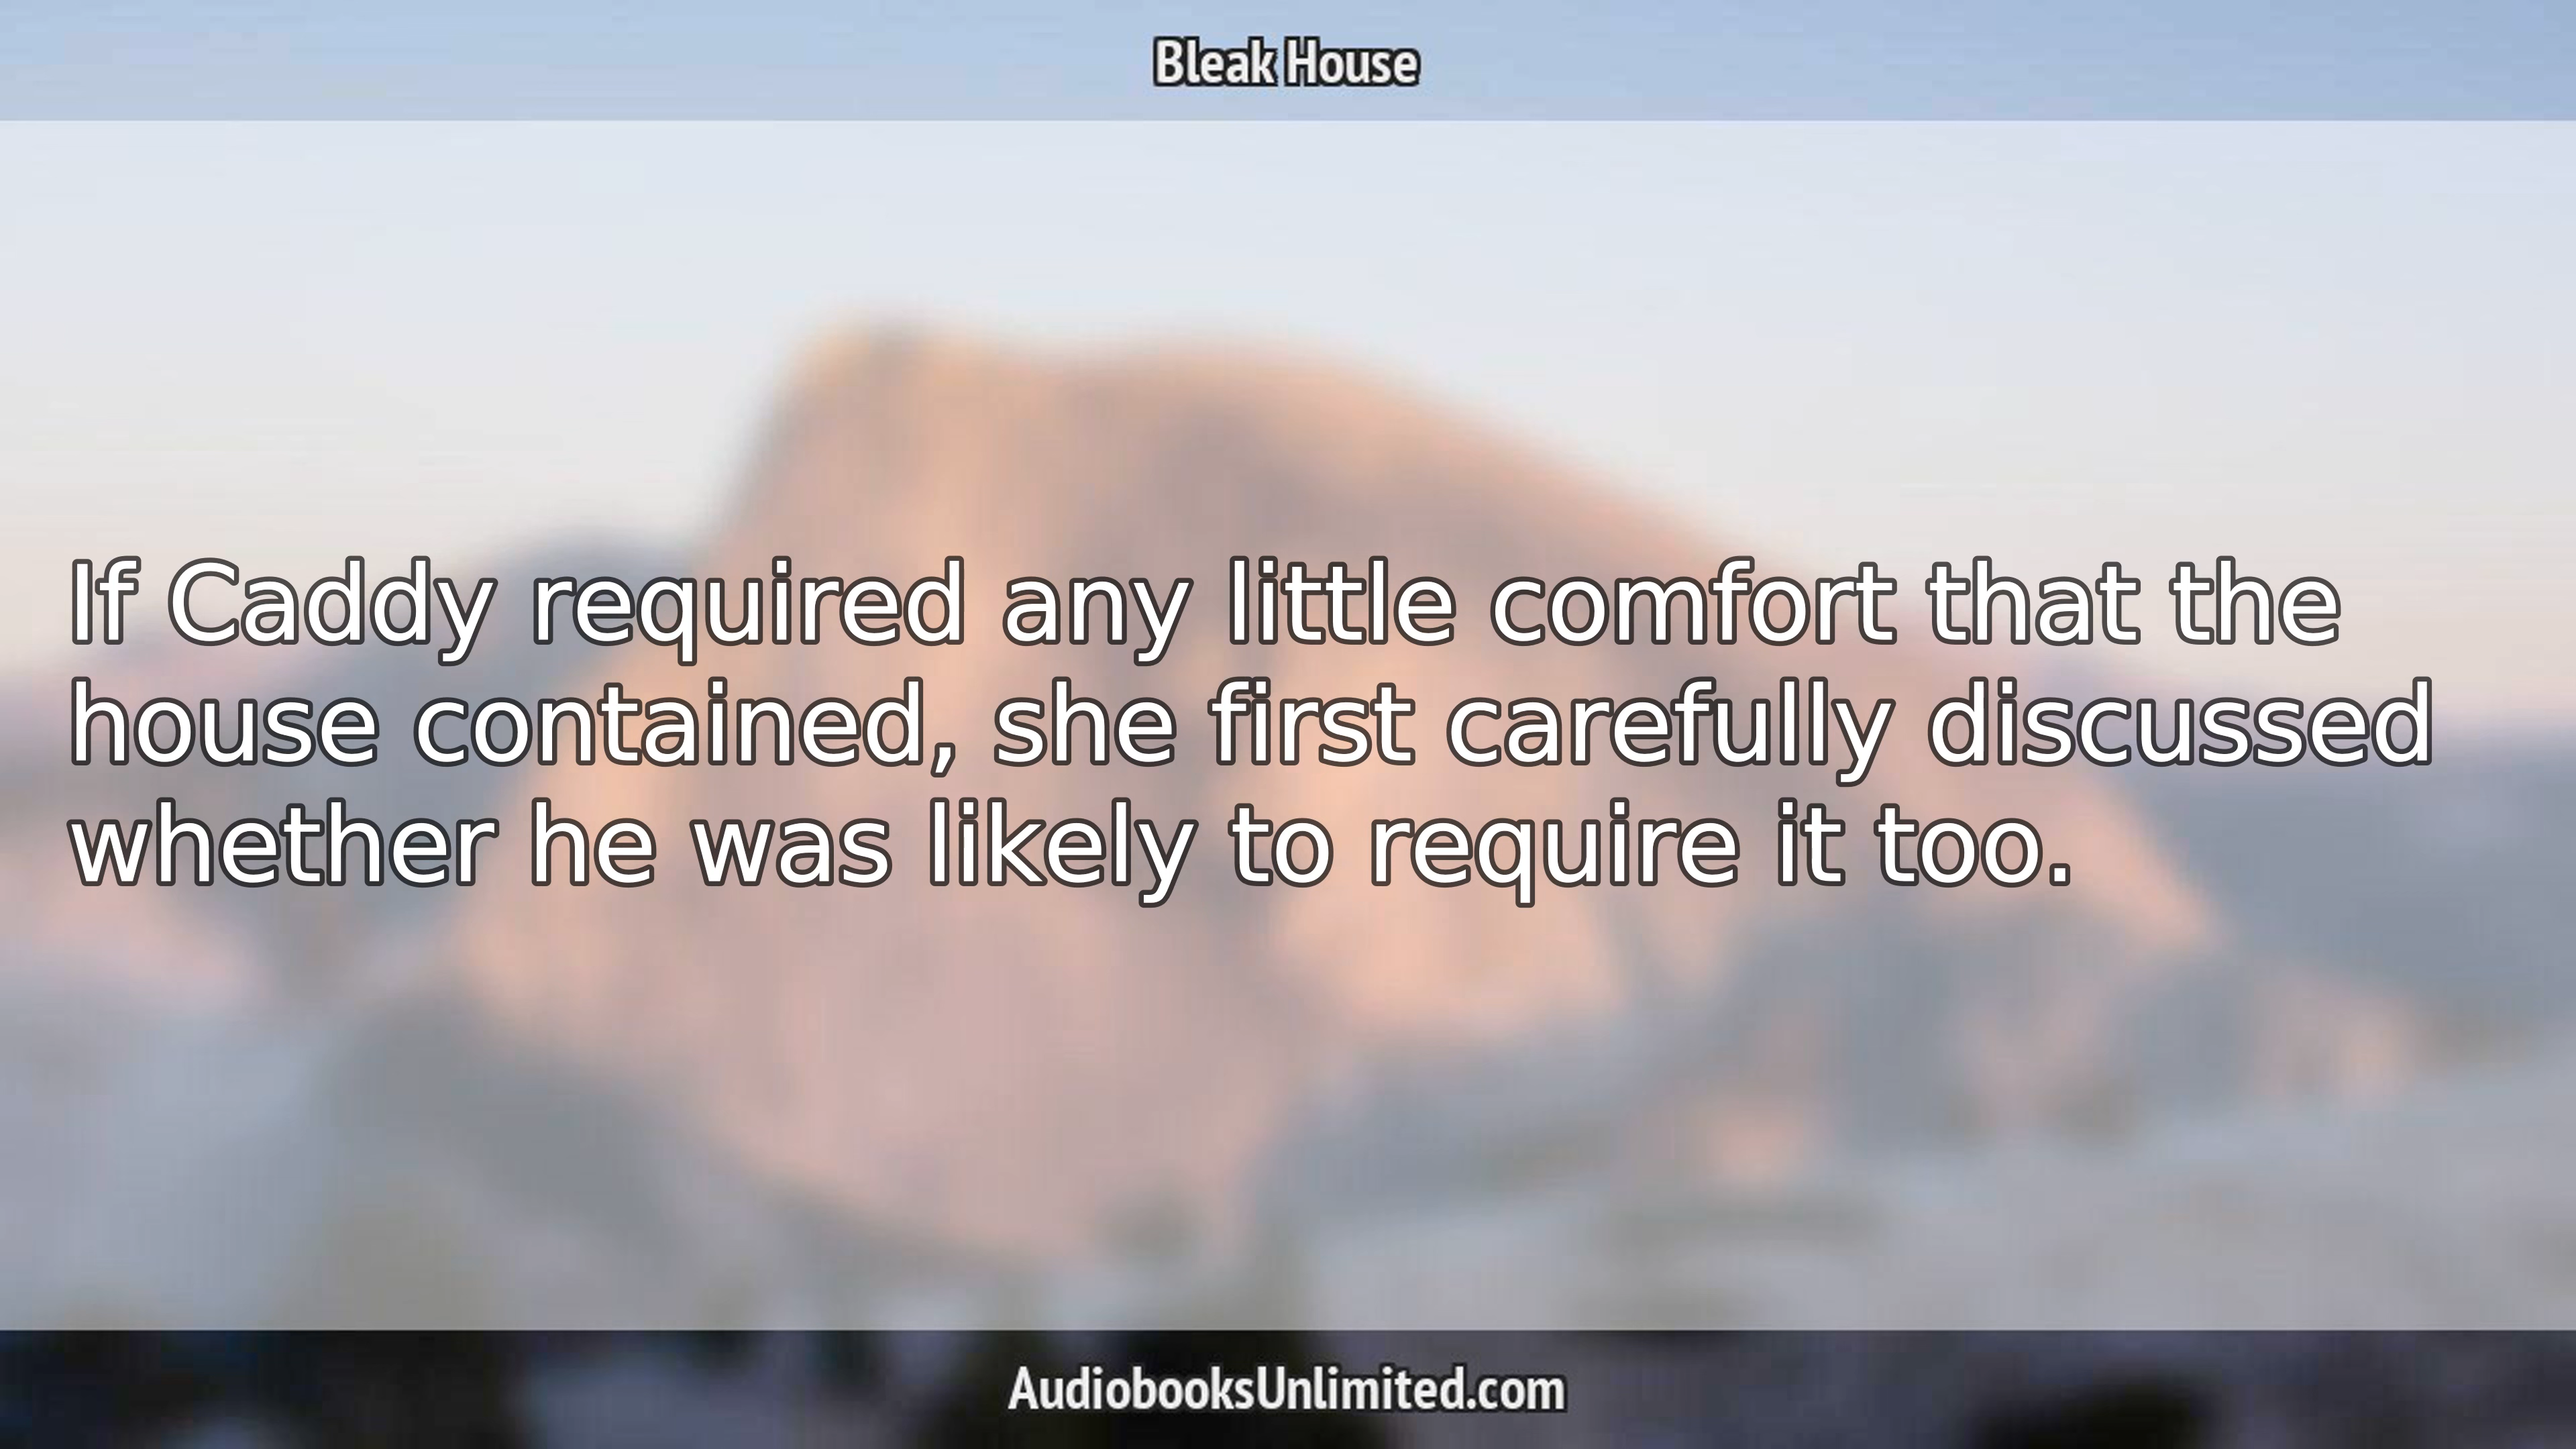 Bleak House
If Caddy required any little comfort that the
house contained, she first carefully discussed
whether he was likely to require it too.
AudiobooksUnlimited.com